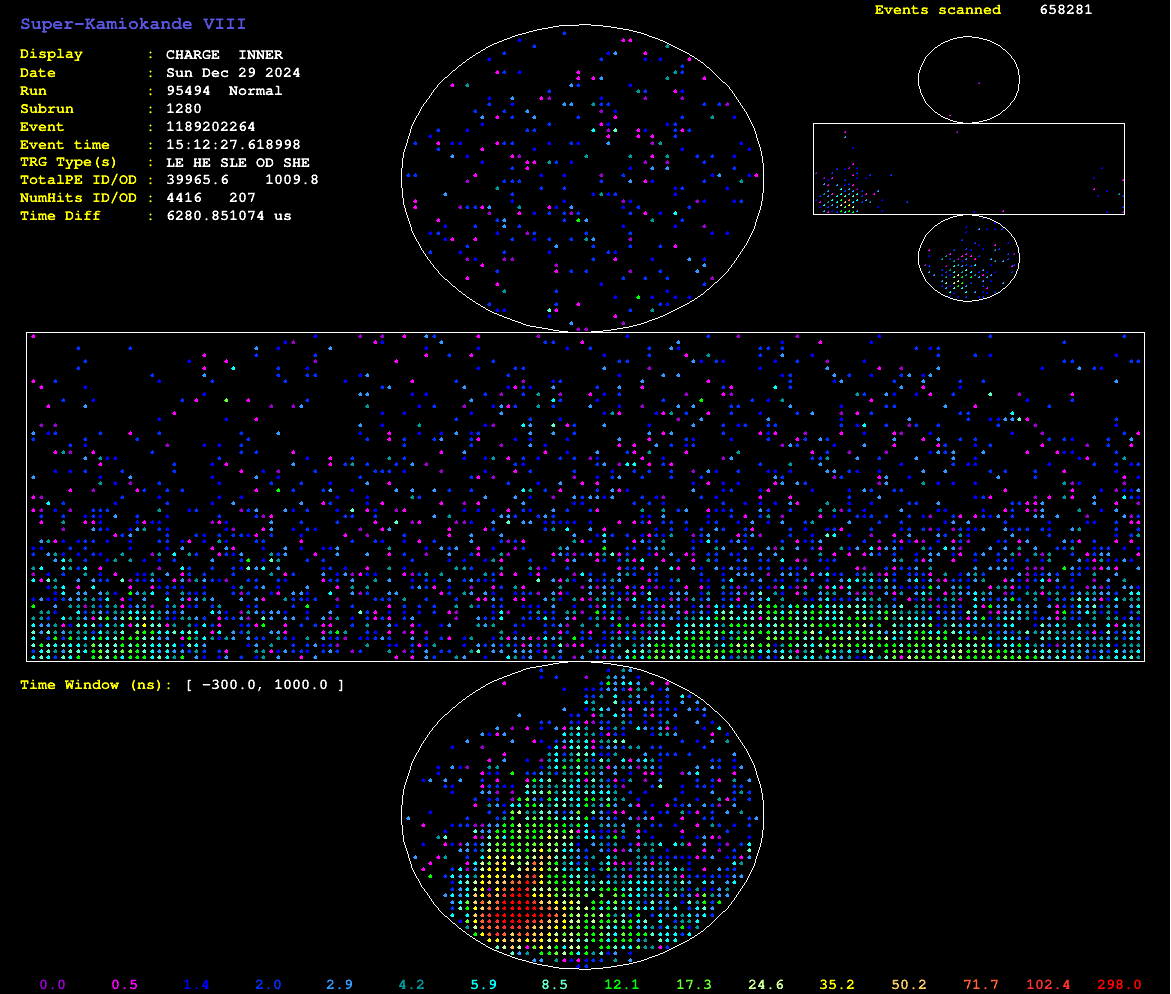 Super-Kamiokande VIII
Events scanned 658281
Display : CHARGE INNER
Date : Sun Dec 29 2024
Run : 95494 Normal
Subrun : 1280
Event : 1189202264
Event time : 15:12:27.618998
TRG Type(s) : LE HE SLE OD SHE
TotalPE ID/OD : 39965.6 1009.8
NumHits ID/OD : 4416 207
Time Diff : 6280.851074 us
Time Window (ns): [ −300.0, 1000.0 ]
0.0 0.5 1.4 2.0 2.9 4.2 5.9 8.5 12.1 17.3 24.6 35.2 50.2 71.7 102.4 298.0